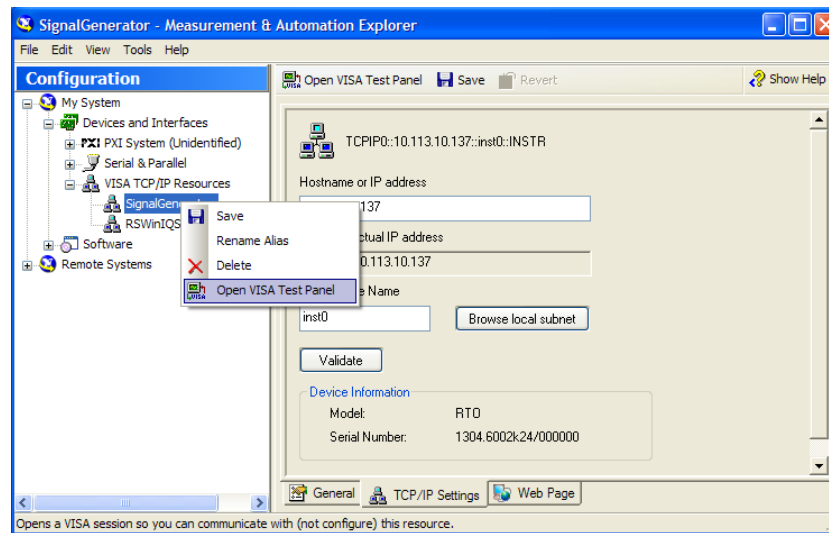 SignalGenerator - Measurement & Automation Explorer
File Edit View Tools Help
Configuration
My System
Devices and Interfaces
PXI PXI System (Unidentified)
Serial & Parallel
VISA TCP/IP Resources
SignalGen
RSWinIQS
Software
Remote Systems
Save
Rename Alias
Delete
VISA Open VISA Test Panel
VISA Open VISA Test Panel Save Revert Show Help
TCPIP0::10.113.10.137::inst0::INSTR
Hostname or IP address
137
ctual IP address
0.113.10.137
e Name
inst0 Browse local subnet
Validate
Device Information
Model: RTO
Serial Number: 1304.6002k24/000000
General TCP/IP Settings Web Page
Opens a VISA session so you can communicate with (not configure) this resource.